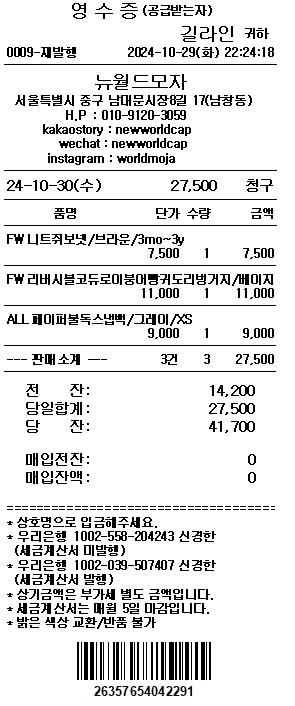 영 수 증 (공급받는자)
길라인 귀하
0009-재발행 2024-10-29(화) 22:24:18
뉴월드모자
서울특별시 중구 남대문시장8길 17(남창동)
H.P : 010-9120-3059
kakaostory : newworldcap
wechat : newworldcap
instagram : worldmoja
24-10-30(수) 27,500 청구
품명 단가 수량 금액
FW 니트쥐보넷/브라운/3mo~3y
7,500 1 7,500
FW 리버시블코듀로이붕어빵귀도리벙거지/베이지
11,000 1 11,000
ALL 페이퍼불독스냅백/그레이/XS
9,000 1 9,000
--- 판매소계 --- 3건 3 27,500
전 잔: 14,200
당일합계: 27,500
당 잔: 41,700
매입전잔: 0
매입잔액: 0
==================================
* 상호명으로 입금해주세요.
* 우리은행 1002-558-204243 신경한
(세금계산서 미발행)
* 우리은행 1002-039-507407 신경한
(세금계산서 발행)
* 상기금액은 부가세 별도 금액입니다.
* 세금계산서는 매월 5일 마감입니다.
* 밝은 색상 교환/반품 불가
26357654042291